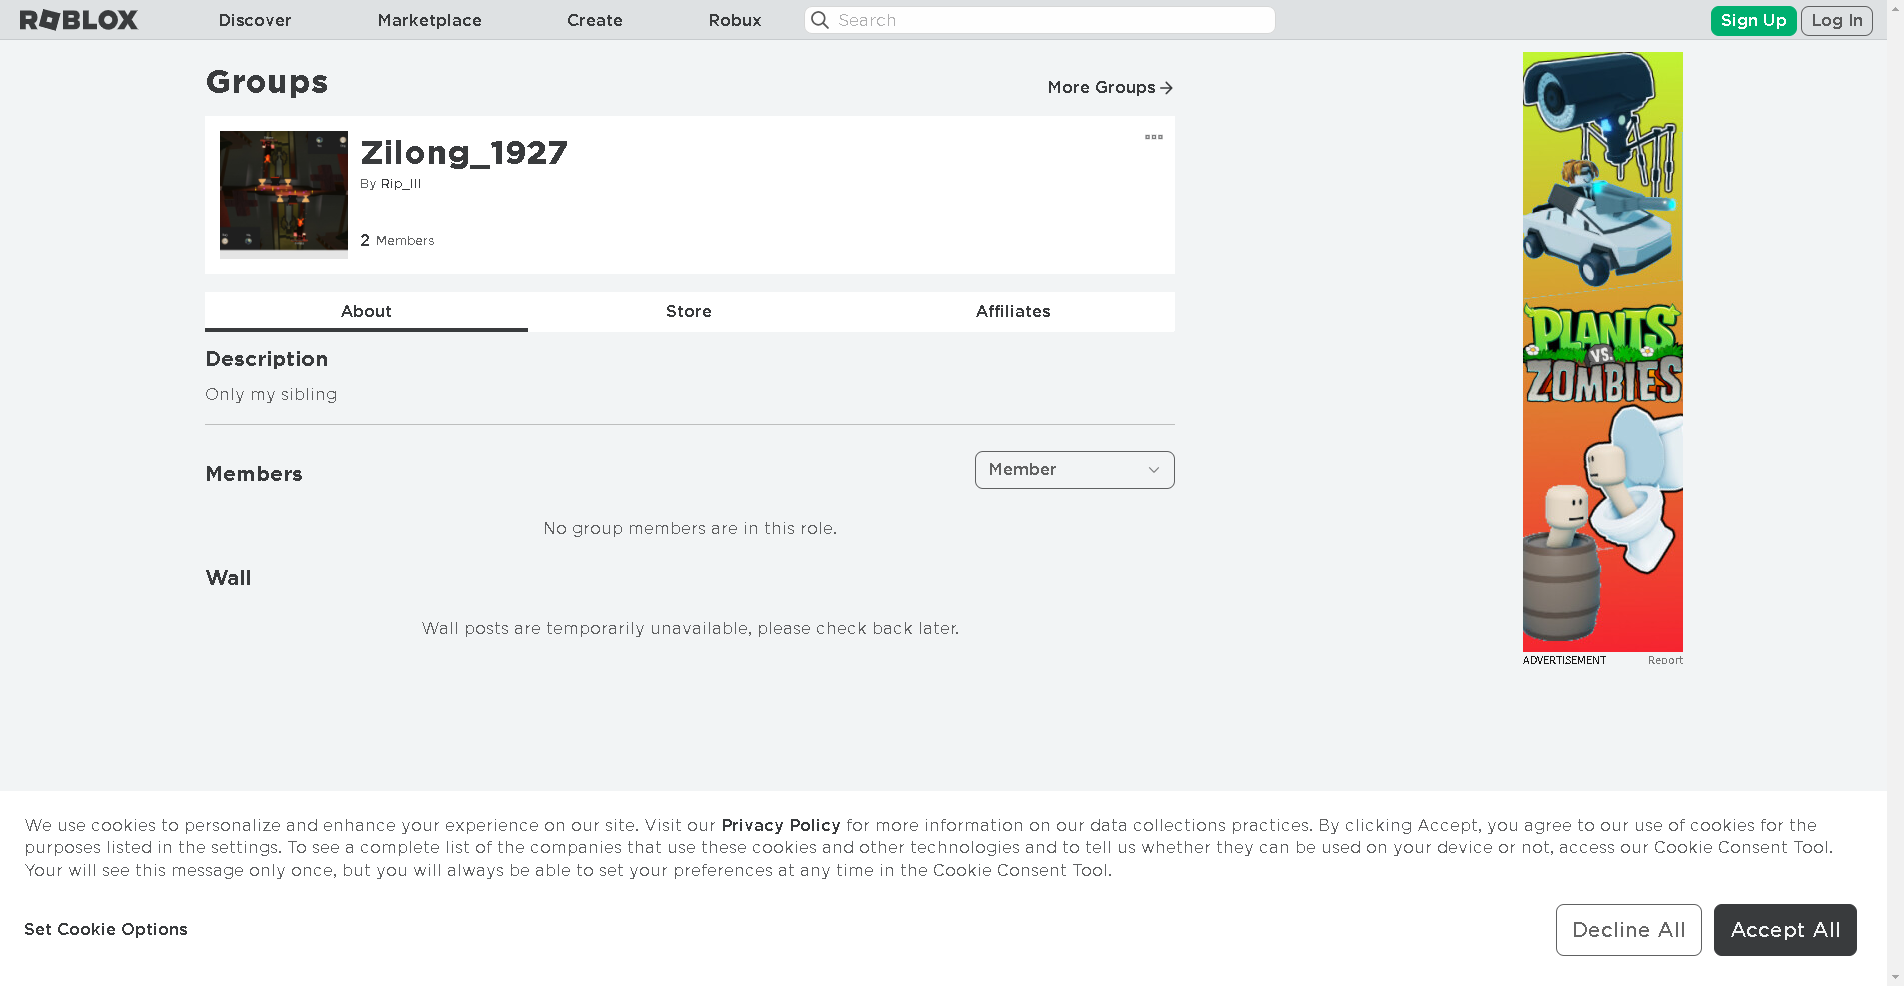 ROBLOX
Discover
Marketplace
Create
Robux
Search
Sign Up
Log In
Groups
More Groups
Zilong_1927
By Rip_III
2 Members
About
Store
Affiliates
Description
Only my sibling
Members
Member
No group members are in this role.
Wall
Wall posts are temporarily unavailable, please check back later.
PLANTS
VS.
ZOMBIES
ADVERTISEMENT
Report
We use cookies to personalize and enhance your experience on our site. Visit our Privacy Policy for more information on our data collections practices. By clicking Accept, you agree to our use of cookies for the
purposes listed in the settings. To see a complete list of the companies that use these cookies and other technologies and to tell us whether they can be used on your device or not, access our Cookie Consent Tool.
Your will see this message only once, but you will always be able to set your preferences at any time in the Cookie Consent Tool.
Set Cookie Options
Decline All
Accept All